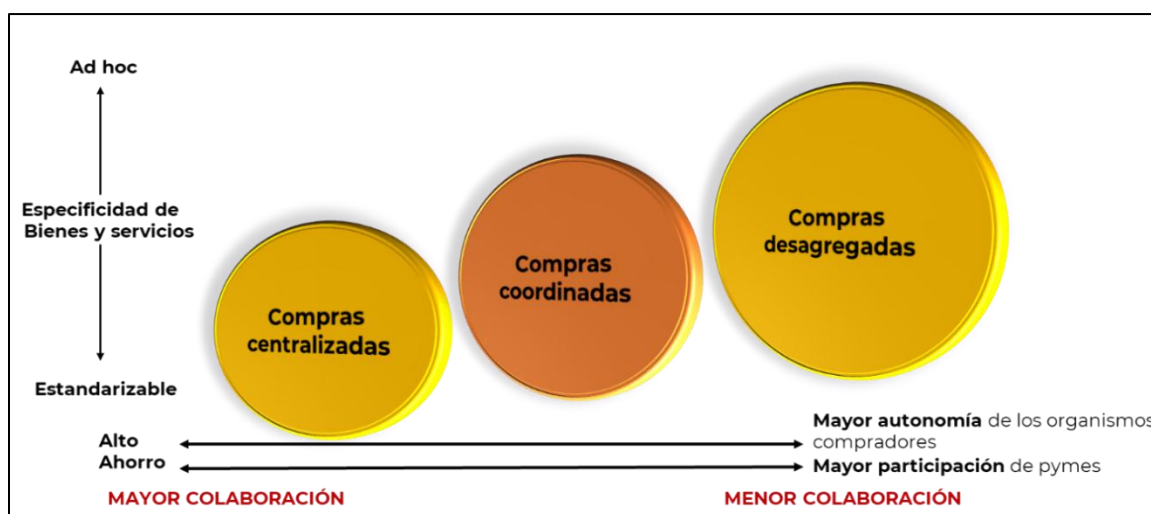 Ad hoc
Especificidad de
Bienes y servicios
Estandarizable
Compras
centralizadas
Compras
coordinadas
Compras
desagregadas
Alto
Ahorro
Mayor autonomía de los organismos
compradores
Mayor participación de pymes
MAYOR COLABORACIÓN
MENOR COLABORACIÓN